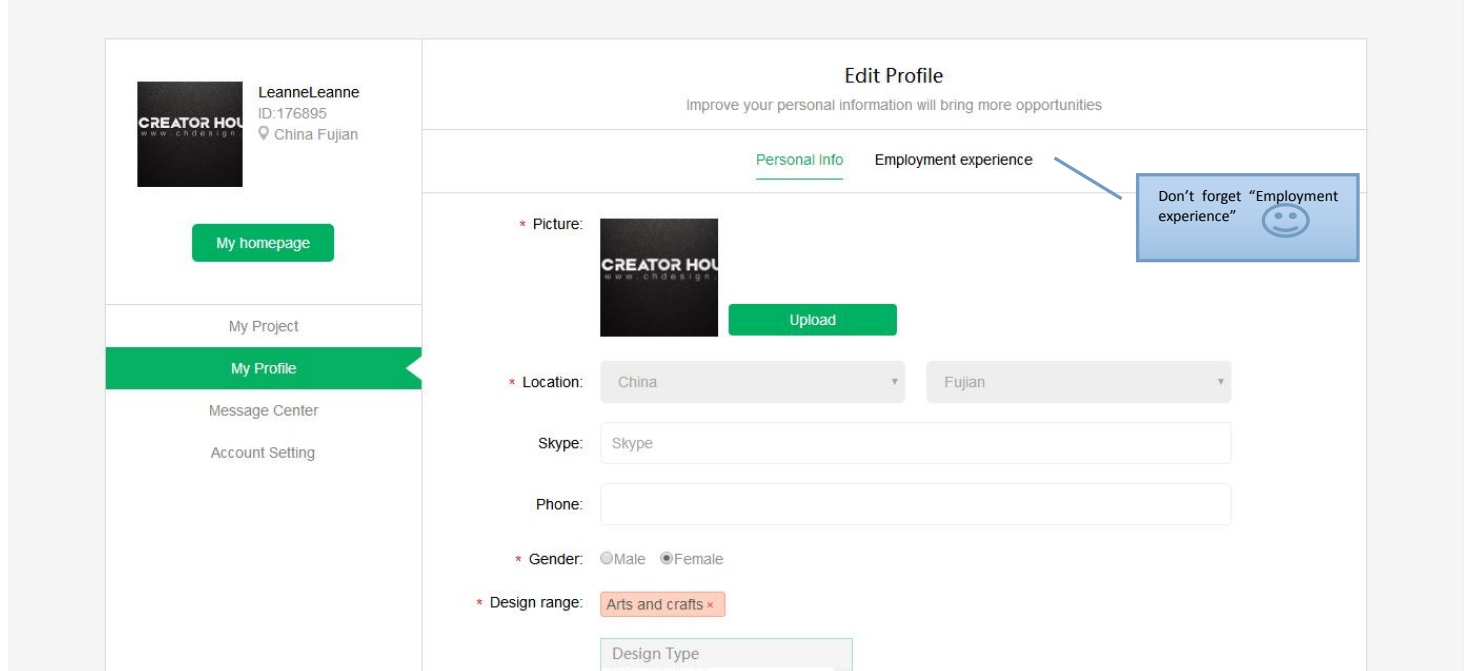 LeanneLeanne
ID:176895
China Fujian
CREATOR HOU
www.chdesign.
My homepage
My Project
My Profile
Message Center
Account Setting
Edit Profile
Improve your personal information will bring more opportunities
Personal Info Employment experience
Don’t forget “Employment
experience”
* Picture:
CREATOR HOU
www.chdesign.
Upload
* Location: China Fujian
Skype: Skype
Phone:
* Gender: Male Female
* Design range: Arts and crafts ×
Design Type